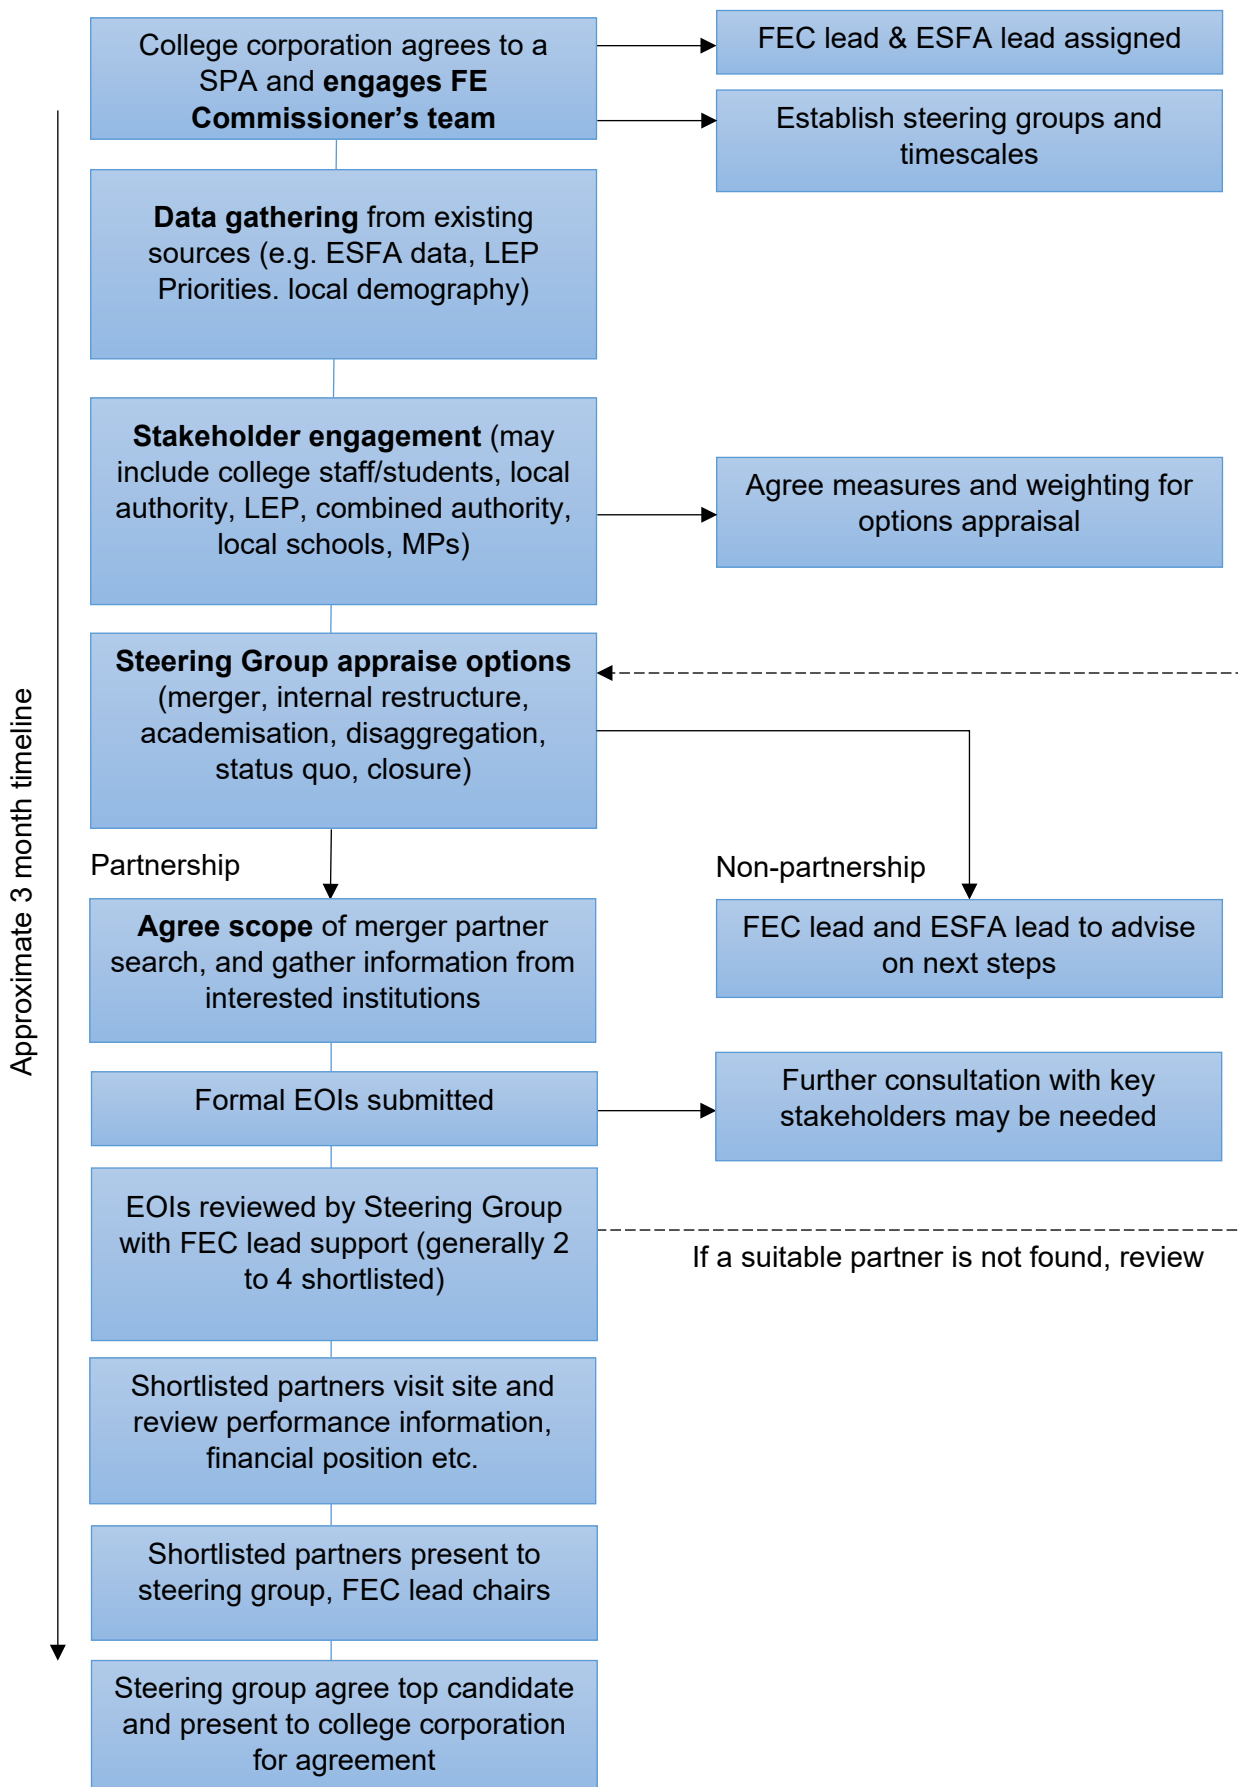 College corporation agrees to a
SPA and engages FE
Commissioner's team
FEC lead & ESFA lead assigned
Establish steering groups and
timescales
Data gathering from existing
sources (e.g. ESFA data, LEP
Priorities. local demography)
Stakeholder engagement (may
include college staff/students, local
authority, LEP, combined authority,
local schools, MPs)
Agree measures and weighting for
options appraisal
Steering Group appraise options
(merger, internal restructure,
academisation, disaggregation,
status quo, closure)
Approximate 3 month timeline
Partnership
Non-partnership
Agree scope of merger partner
search, and gather information from
interested institutions
FEC lead and ESFA lead to advise
on next steps
Formal EOIs submitted
Further consultation with key
stakeholders may be needed
EOIs reviewed by Steering Group
with FEC lead support (generally 2
to 4 shortlisted)
If a suitable partner is not found, review
Shortlisted partners visit site and
review performance information,
financial position etc.
Shortlisted partners present to
steering group, FEC lead chairs
Steering group agree top candidate
and present to college corporation
for agreement